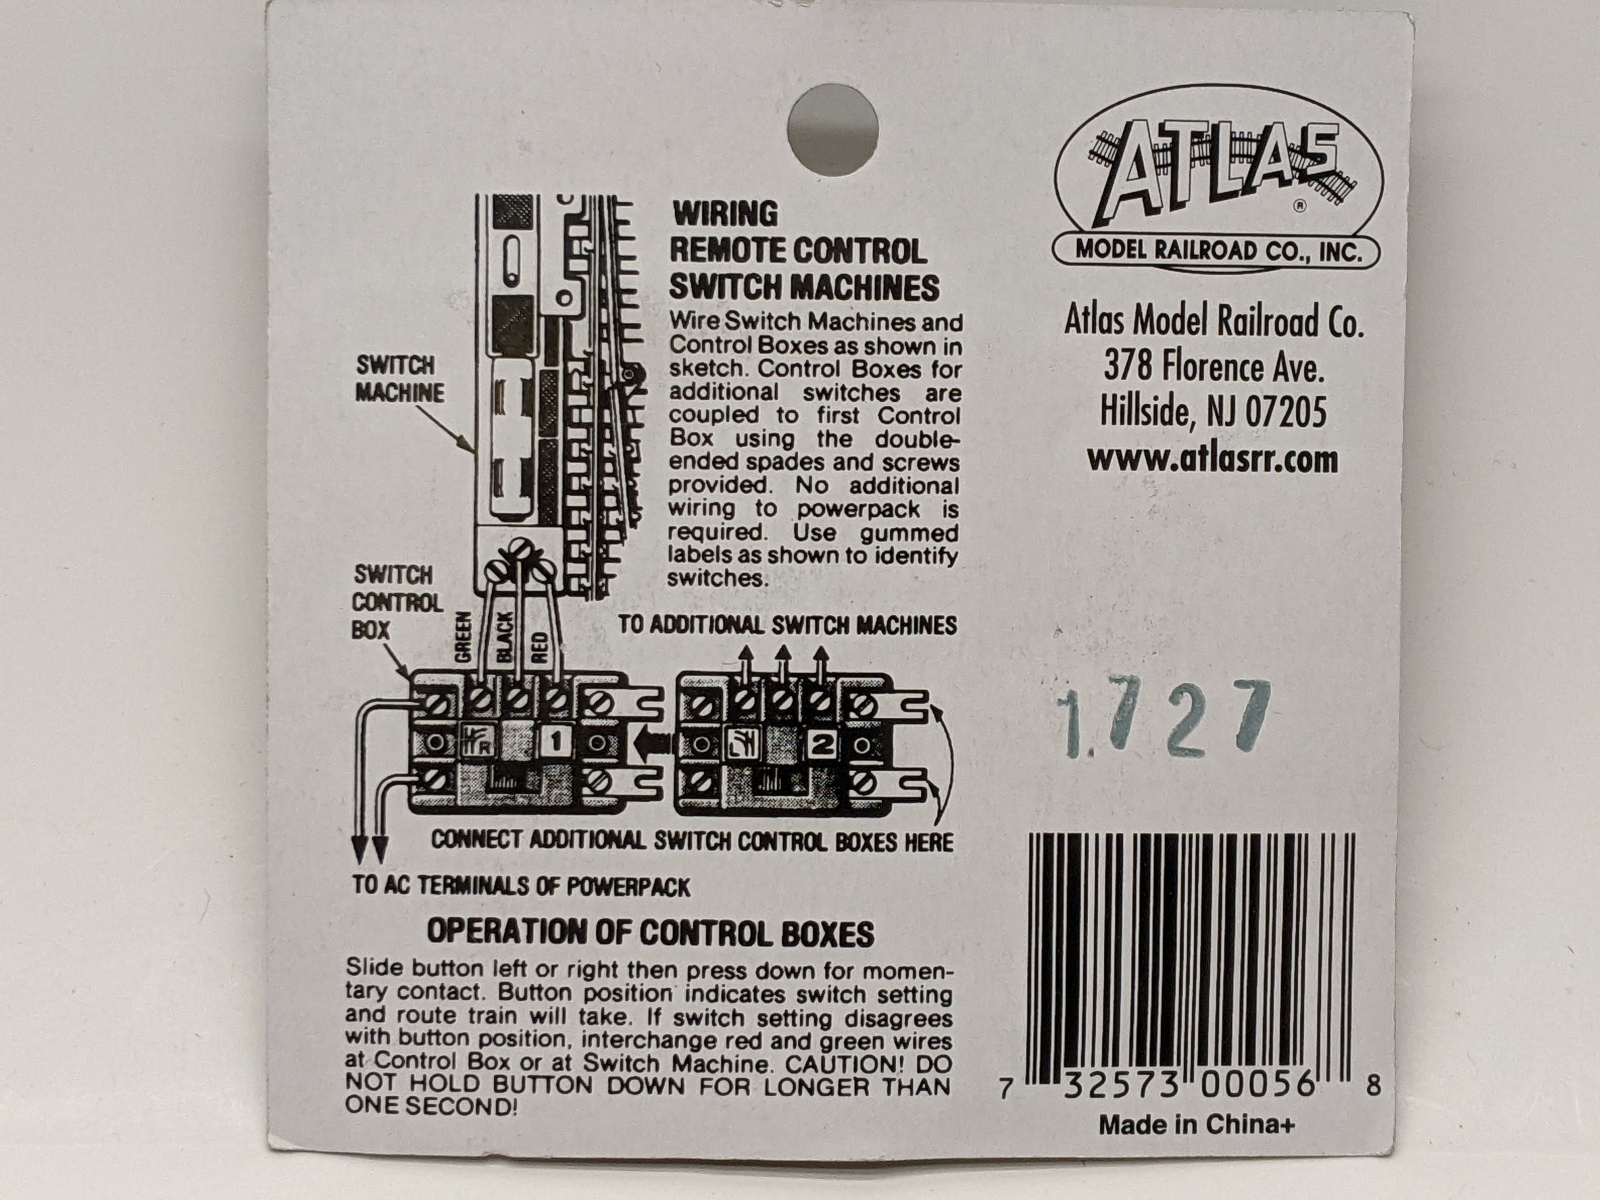 ATLAS
®
MODEL RAILROAD CO., INC.
Atlas Model Railroad Co.
378 Florence Ave.
Hillside, NJ 07205
www.atlasrr.com
WIRING
REMOTE CONTROL
SWITCH MACHINES
Wire Switch Machines and
Control Boxes as shown in
sketch. Control Boxes for
additional switches are
coupled to first Control
Box using the double-
ended spades and screws
provided. No additional
wiring to powerpack is
required. Use gummed
labels as shown to identify
switches.
SWITCH
MACHINE
SWITCH
CONTROL
BOX
GREEN
BLACK
RED
TO ADDITIONAL SWITCH MACHINES
R
1
2
CONNECT ADDITIONAL SWITCH CONTROL BOXES HERE
TO AC TERMINALS OF POWERPACK
OPERATION OF CONTROL BOXES
Slide button left or right then press down for momen-
tary contact. Button position indicates switch setting
and route train will take. If switch setting disagrees
with button position, interchange red and green wires
at Control Box or at Switch Machine. CAUTION! DO
NOT HOLD BUTTON DOWN FOR LONGER THAN
ONE SECOND!
1.727
7 32573 00056 8
Made in China+